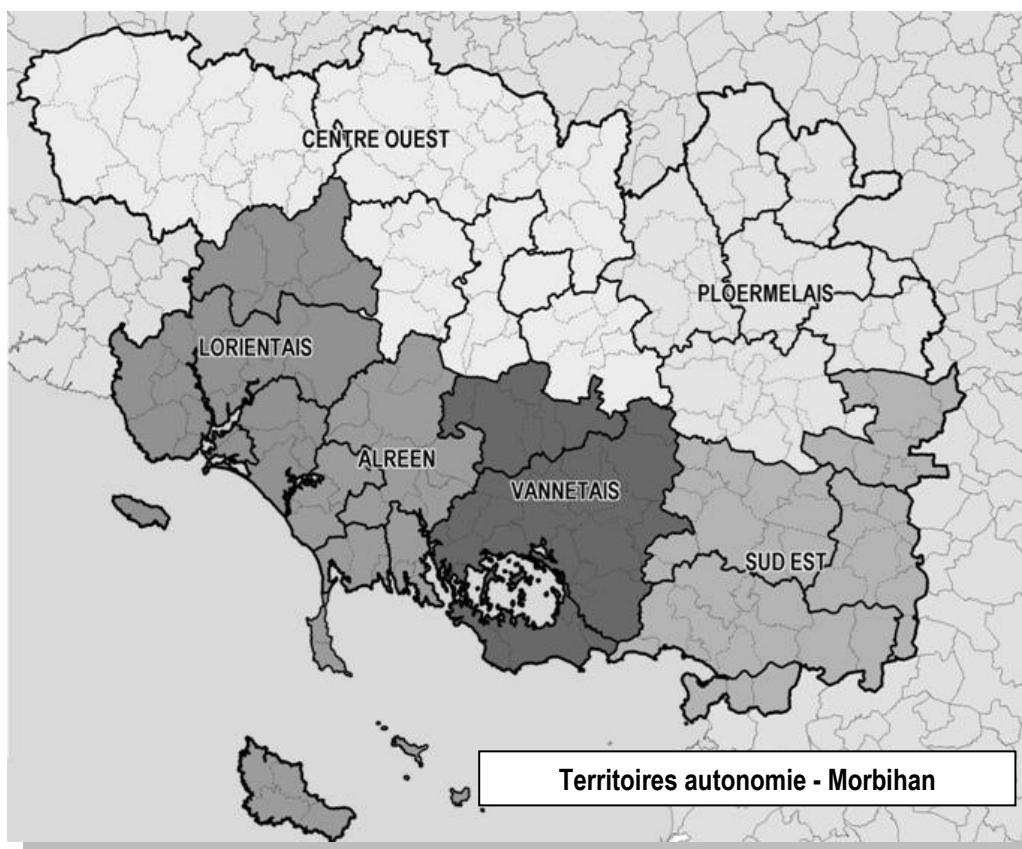 CENTRE OUEST
PLOERMELAIS
LORIENTAIS
ALREEN
VANNETAIS
SUD EST
Territoires autonomie - Morbihan